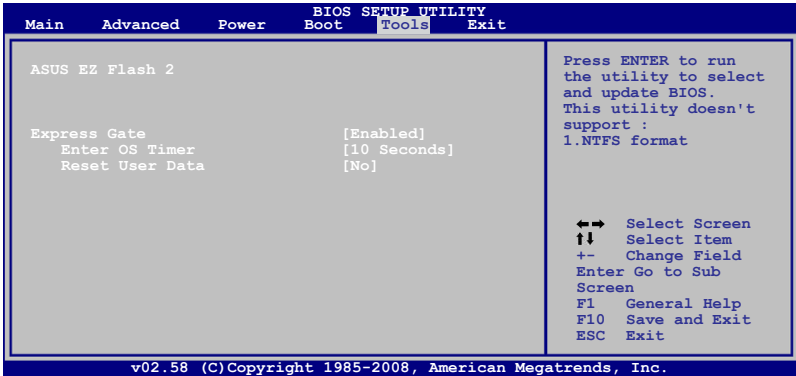 BIOS SETUP UTILITY
Main Advanced Power Boot Tools Exit
ASUS EZ Flash 2
Express Gate [Enabled]
Enter OS Timer [10 Seconds]
Reset User Data [No]
Press ENTER to run
the utility to select
and update BIOS.
This utility doesn't
support :
1.NTFS format
Select Screen
Select Item
+- Change Field
Enter Go to Sub
Screen
F1 General Help
F10 Save and Exit
ESC Exit
v02.58 (C)Copyright 1985-2008, American Megatrends, Inc.